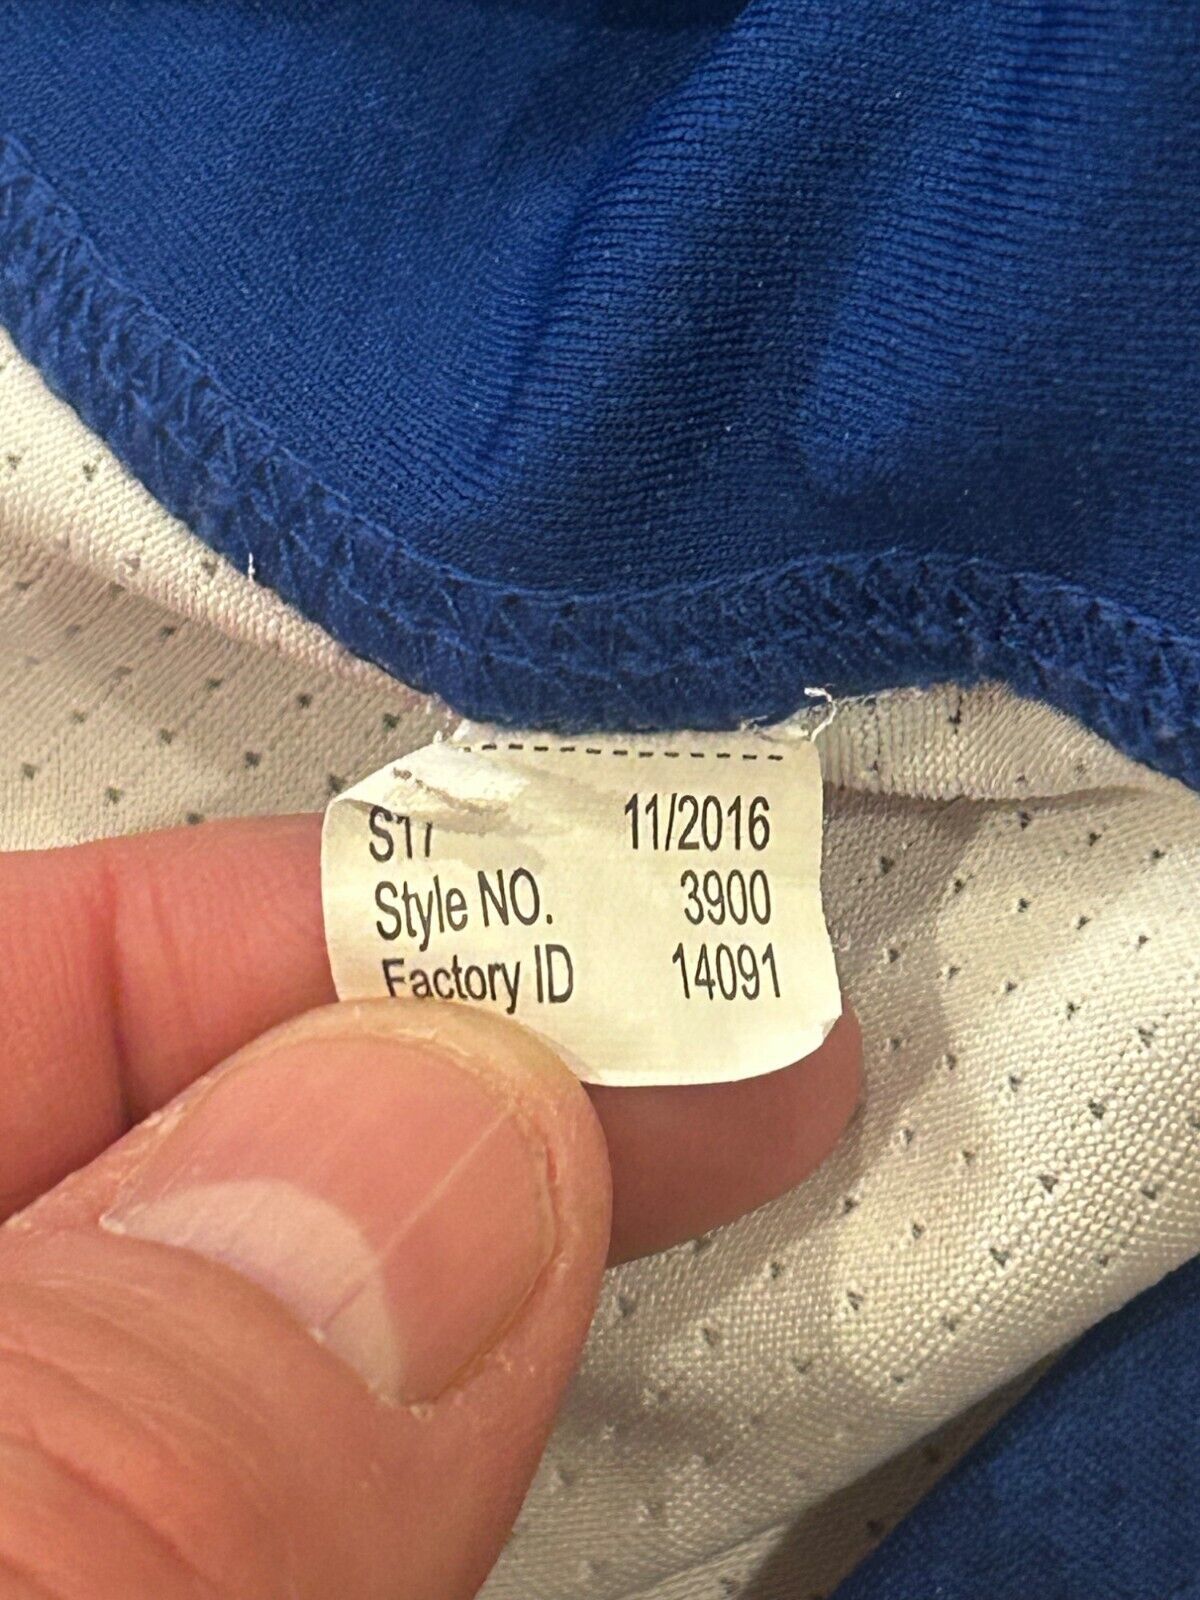 S17 11/2016
Style NO. 3900
Factory ID 14091